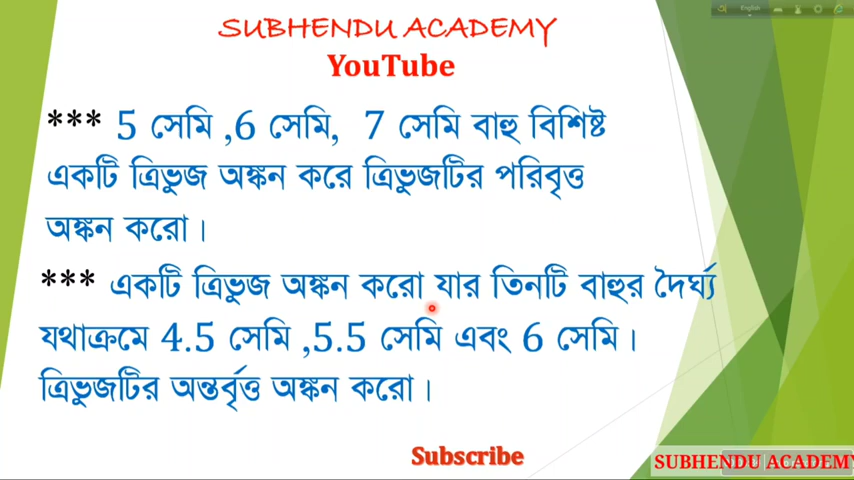 English
SUBHENDU ACADEMY
YouTube
*** 5 সেমি ,6 সেমি, 7 সেমি বাহু বিশিষ্ট
একটি ত্রিভুজ অঙ্কন করে ত্রিভুজটির পরিবৃত্ত
অঙ্কন করো।
*** একটি ত্রিভুজ অঙ্কন করো যার তিনটি বাহুর দৈর্ঘ্য
যথাক্রমে 4.5 সেমি ,5.5 সেমি এবং 6 সেমি।
ত্রিভুজটির অন্তর্বৃত্ত অঙ্কন করো।
Subscribe
SUBHENDU ACADEMY